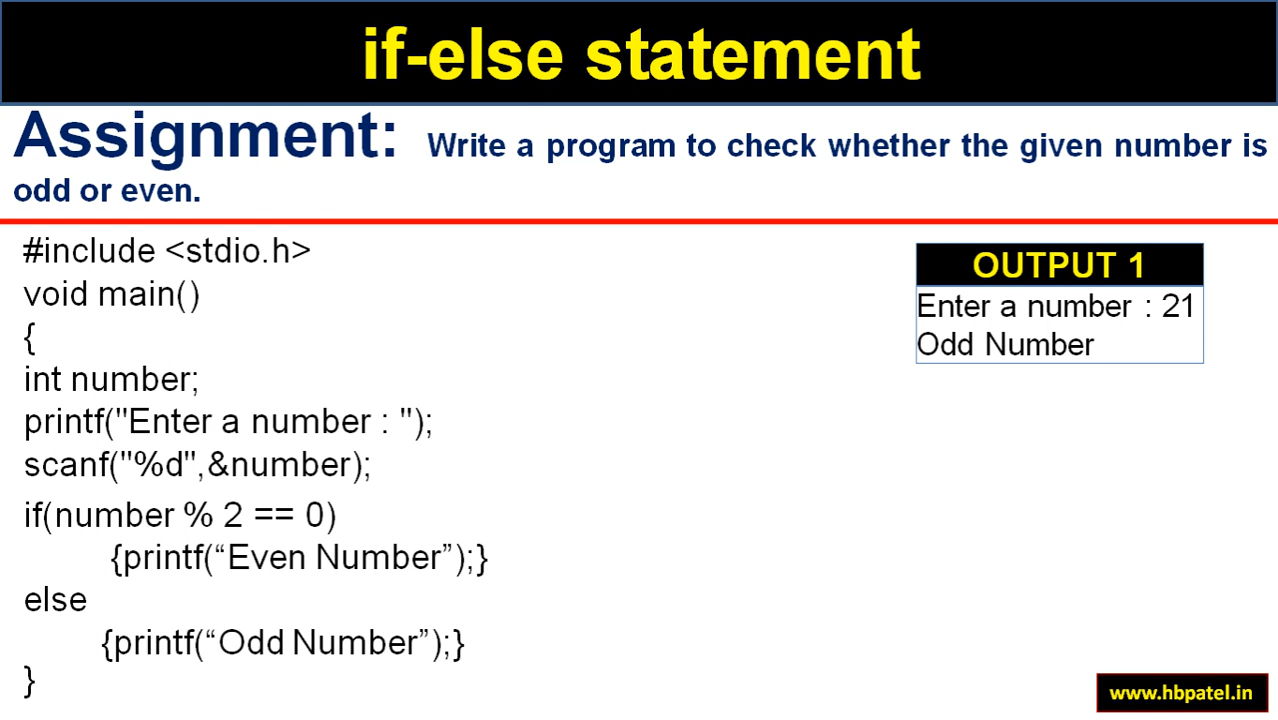 if-else statement
Assignment: Write a program to check whether the given number is
odd or even.
#include <stdio.h>
void main()
{
int number;
printf("Enter a number : ");
scanf("%d",&number);
if(number % 2 == 0)
{printf(“Even Number”);}
else
{printf(“Odd Number”);}
}
OUTPUT 1
Enter a number : 21
Odd Number
www.hbpatel.in